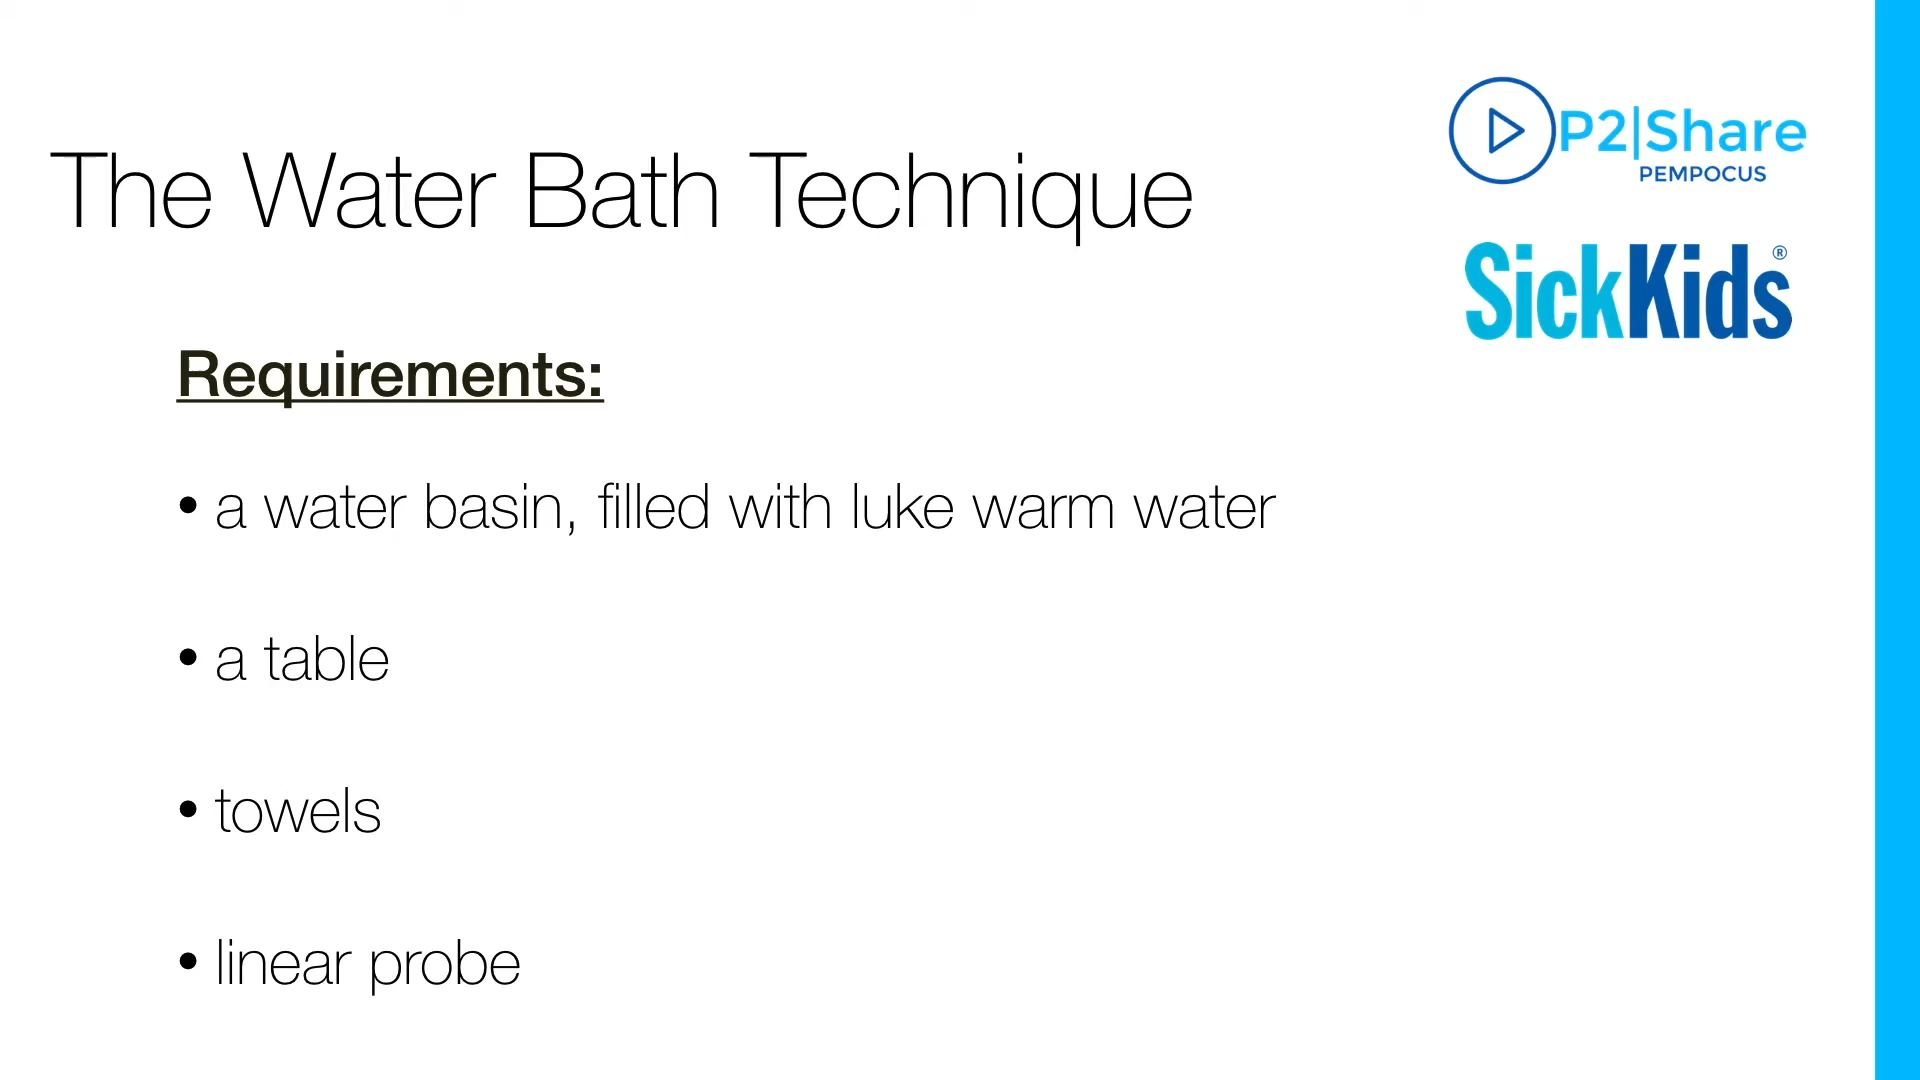 The Water Bath Technique
P2|Share
PEMPOCUS
SickKids®
Requirements:
• a water basin, filled with luke warm water
• a table
• towels
• linear probe